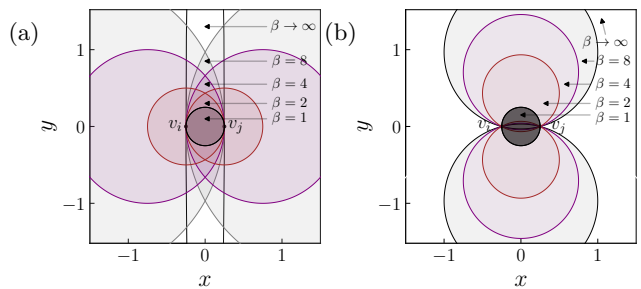 (a)
y
1
0
−1
−1
0
1
x
v_i
v_j
β → ∞
β = 8
β = 4
β = 2
β = 1
(b)
y
1
0
−1
−1
0
1
x
v_i
v_j
β → ∞
β = 8
β = 4
β = 2
β = 1